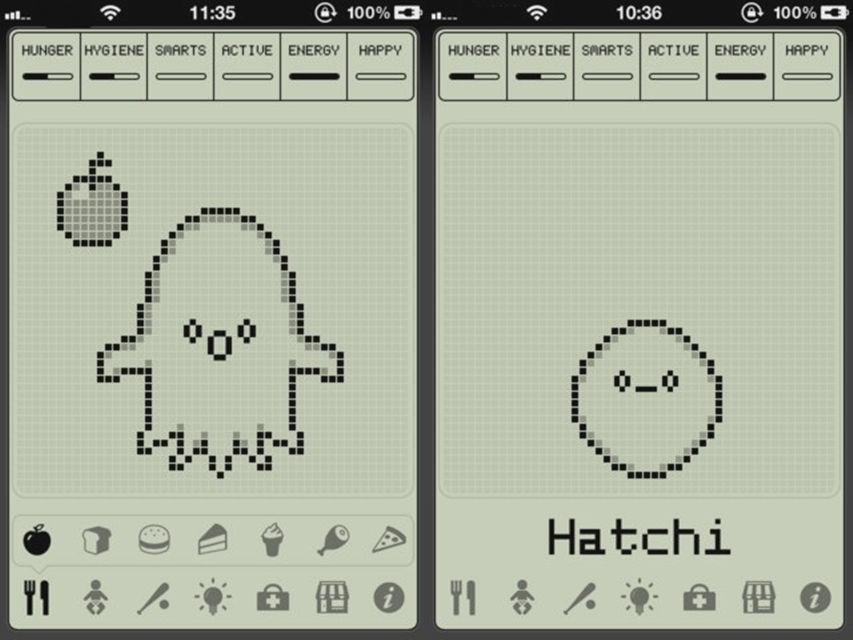 11:35 100%
HUNGER HYGIENE SMARTS ACTIVE ENERGY HAPPY
10:36 100%
HUNGER HYGIENE SMARTS ACTIVE ENERGY HAPPY
Hatchi